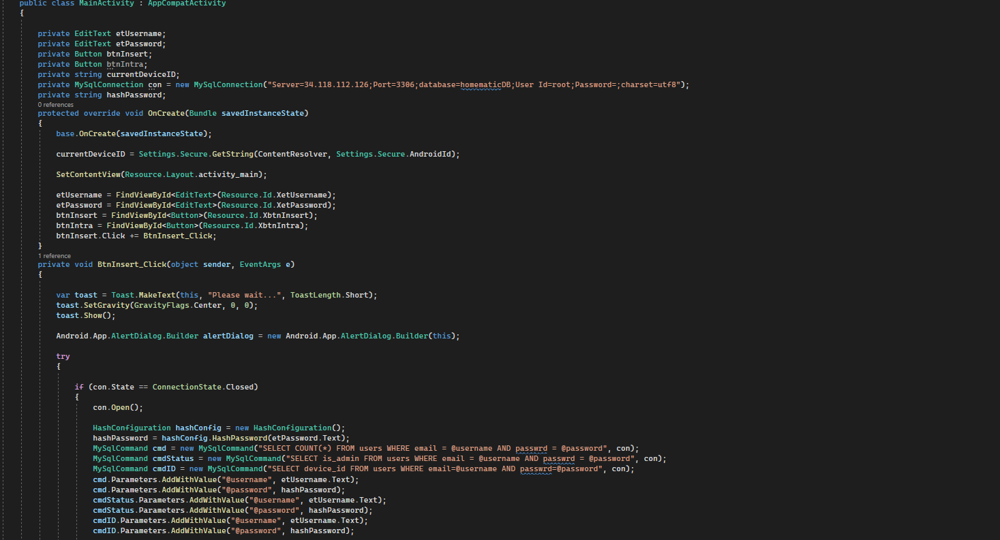 public class MainActivity : AppCompatActivity
{
private EditText etUsername;
private EditText etPassword;
private Button btnInsert;
private Button btnIntra;
private string currentDeviceID;
private MySqlConnection con = new MySqlConnection("Server=34.118.112.126;Port=3306;database=homematicDB;User Id=root;Password=;charset=utf8");
private string hashPassword;
0 references
protected override void OnCreate(Bundle savedInstanceState)
{
base.OnCreate(savedInstanceState);
currentDeviceID = Settings.Secure.GetString(ContentResolver, Settings.Secure.AndroidId);
SetContentView(Resource.Layout.activity_main);
etUsername = FindViewById<EditText>(Resource.Id.XetUsername);
etPassword = FindViewById<EditText>(Resource.Id.XetPassword);
btnInsert = FindViewById<Button>(Resource.Id.XbtnInsert);
btnIntra = FindViewById<Button>(Resource.Id.XbtnIntra);
btnInsert.Click += BtnInsert_Click;
}
1 reference
private void BtnInsert_Click(object sender, EventArgs e)
{
var toast = Toast.MakeText(this, "Please wait...", ToastLength.Short);
toast.SetGravity(GravityFlags.Center, 0, 0);
toast.Show();
Android.App.AlertDialog.Builder alertDialog = new Android.App.AlertDialog.Builder(this);
try
{
if (con.State == ConnectionState.Closed)
{
con.Open();
HashConfiguration hashConfig = new HashConfiguration();
hashPassword = hashConfig.HashPassword(etPassword.Text);
MySqlCommand cmd = new MySqlCommand("SELECT COUNT(*) FROM users WHERE email = @username AND passwrd = @password", con);
MySqlCommand cmdStatus = new MySqlCommand("SELECT is_admin FROM users WHERE email = @username AND passwrd = @password", con);
MySqlCommand cmdID = new MySqlCommand("SELECT device_id FROM users WHERE email=@username AND passwrd=@password", con);
cmd.Parameters.AddWithValue("@username", etUsername.Text);
cmd.Parameters.AddWithValue("@password", hashPassword);
cmdStatus.Parameters.AddWithValue("@username", etUsername.Text);
cmdStatus.Parameters.AddWithValue("@password", hashPassword);
cmdID.Parameters.AddWithValue("@username", etUsername.Text);
cmdID.Parameters.AddWithValue("@password", hashPassword);